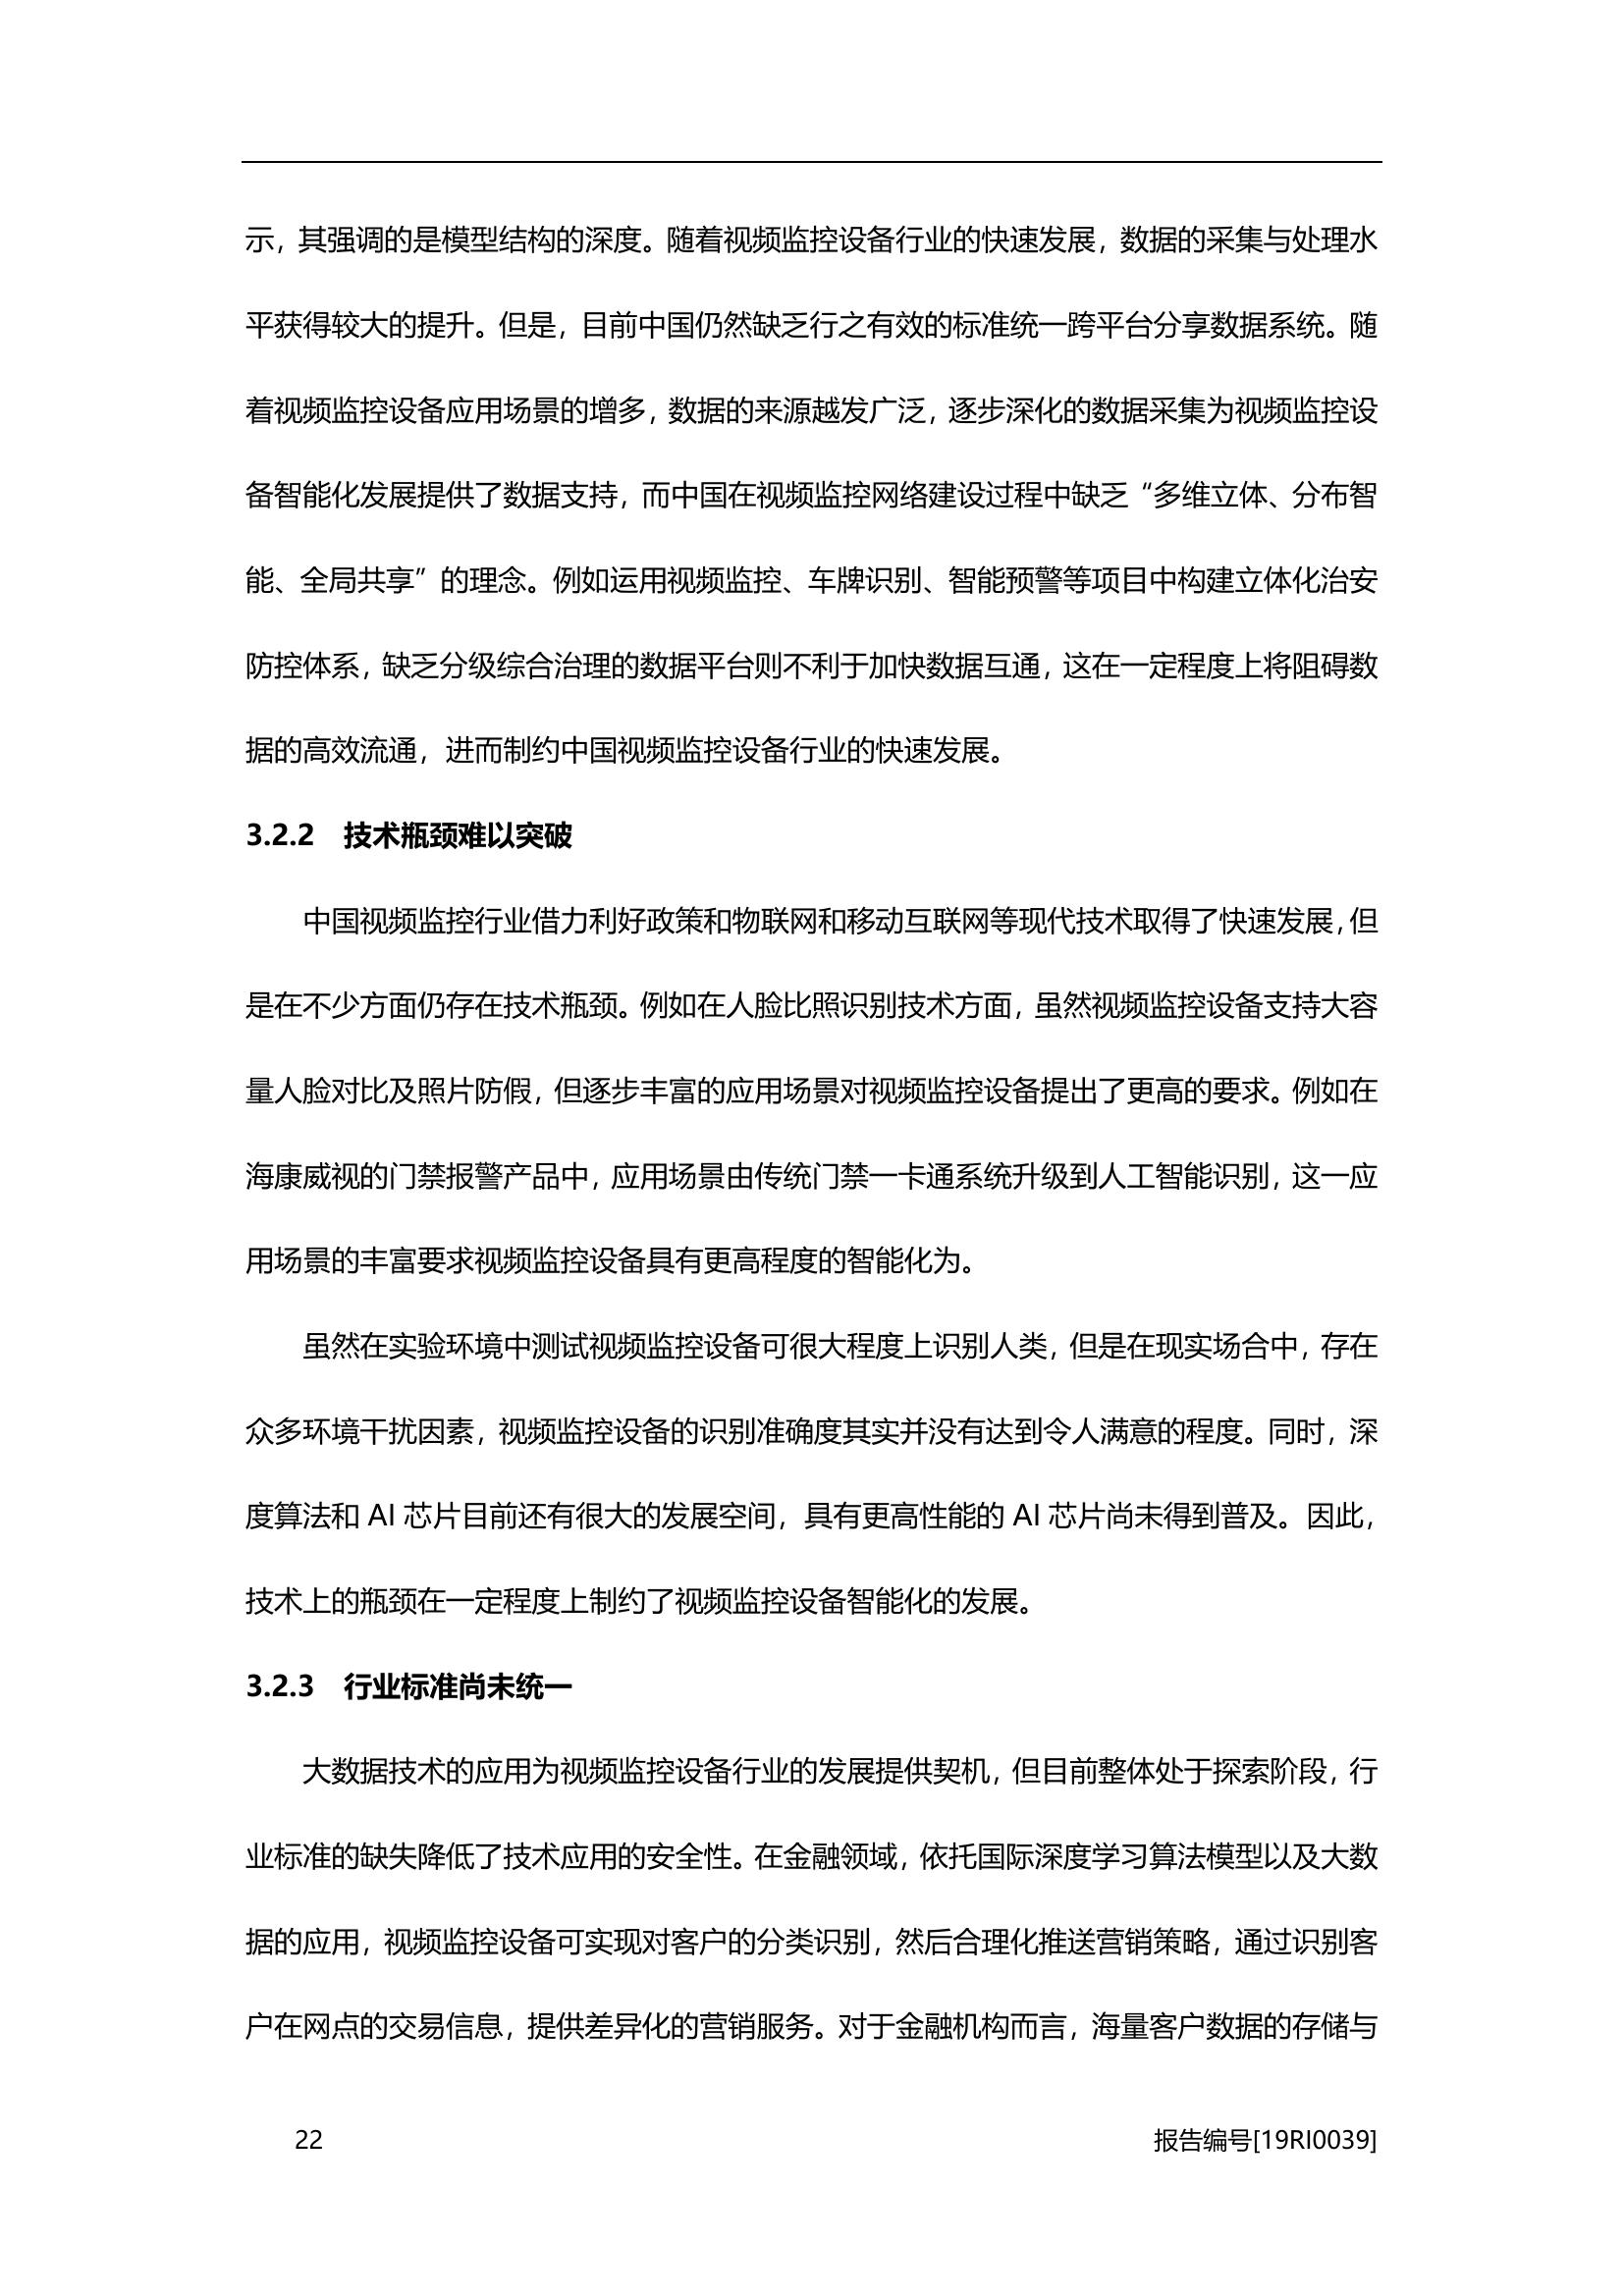 示，其强调的是模型结构的深度。随着视频监控设备行业的快速发展，数据的采集与处理水
平获得较大的提升。但是，目前中国仍然缺乏行之有效的标准统一跨平台分享数据系统。随
着视频监控设备应用场景的增多，数据的来源越发广泛，逐步深化的数据采集为视频监控设
备智能化发展提供了数据支持，而中国在视频监控网络建设过程中缺乏“多维立体、分布智
能、全局共享”的理念。例如运用视频监控、车牌识别、智能预警等项目中构建立体化治安
防控体系，缺乏分级综合治理的数据平台则不利于加快数据互通，这在一定程度上将阻碍数
据的高效流通，进而制约中国视频监控设备行业的快速发展。
3.2.2 技术瓶颈难以突破
中国视频监控行业借力利好政策和物联网和移动互联网等现代技术取得了快速发展，但
是在不少方面仍存在技术瓶颈。例如在人脸比照识别技术方面，虽然视频监控设备支持大容
量人脸对比及照片防假，但逐步丰富的应用场景对视频监控设备提出了更高的要求。例如在
海康威视的门禁报警产品中，应用场景由传统门禁一卡通系统升级到人工智能识别，这一应
用场景的丰富要求视频监控设备具有更高程度的智能化为。
虽然在实验环境中测试视频监控设备可很大程度上识别人类，但是在现实场合中，存在
众多环境干扰因素，视频监控设备的识别准确度其实并没有达到令人满意的程度。同时，深
度算法和 AI 芯片目前还有很大的发展空间，具有更高性能的 AI 芯片尚未得到普及。因此，
技术上的瓶颈在一定程度上制约了视频监控设备智能化的发展。
3.2.3 行业标准尚未统一
大数据技术的应用为视频监控设备行业的发展提供契机，但目前整体处于探索阶段，行
业标准的缺失降低了技术应用的安全性。在金融领域，依托国际深度学习算法模型以及大数
据的应用，视频监控设备可实现对客户的分类识别，然后合理化推送营销策略，通过识别客
户在网点的交易信息，提供差异化的营销服务。对于金融机构而言，海量客户数据的存储与
22 报告编号[19RI0039]